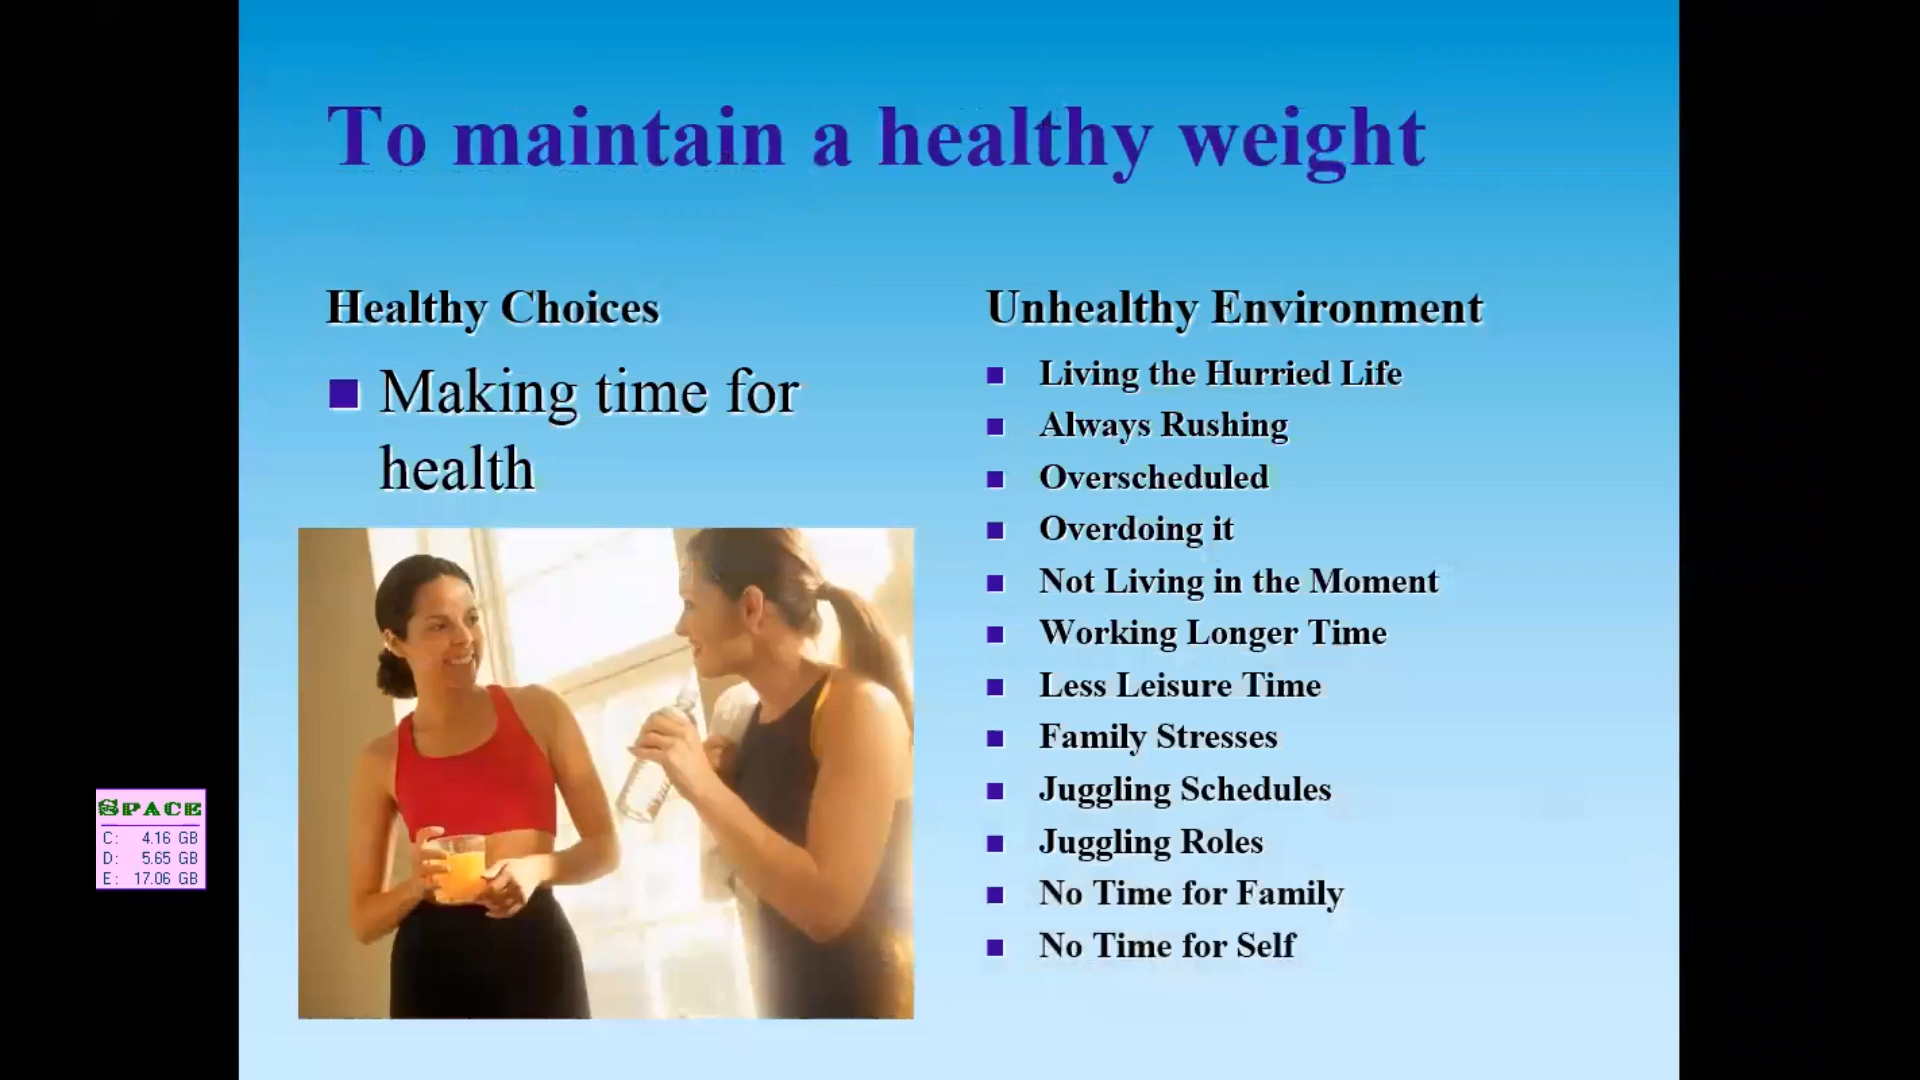 To maintain a healthy weight
Healthy Choices
Making time for
health
Unhealthy Environment
Living the Hurried Life
Always Rushing
Overscheduled
Overdoing it
Not Living in the Moment
Working Longer Time
Less Leisure Time
Family Stresses
Juggling Schedules
Juggling Roles
No Time for Family
No Time for Self
SPACE
C: 4.16 GB
D: 5.65 GB
E: 17.06 GB